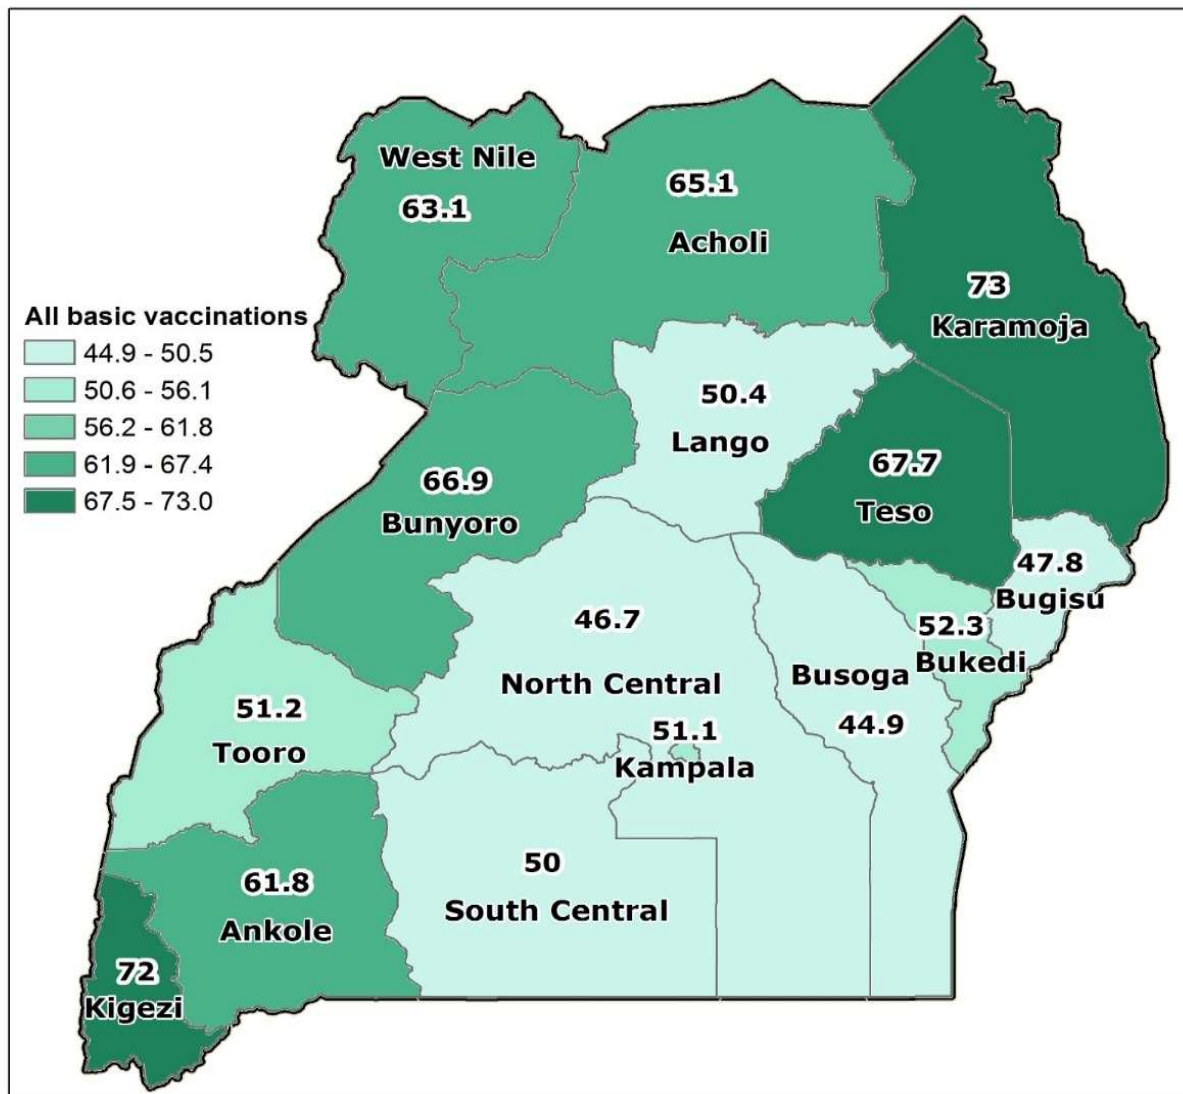 West Nile
63.1
65.1
Acholi
73
Karamoja
All basic vaccinations
44.9 - 50.5
50.6 - 56.1
56.2 - 61.8
61.9 - 67.4
67.5 - 73.0
50.4
Lango
67.7
Teso
66.9
Bunyoro
47.8
Bugisu
52.3
Bukedi
46.7
North Central
Busoga
44.9
51.2
Tooro
51.1
Kampala
50
South Central
61.8
Ankole
72
Kigezi